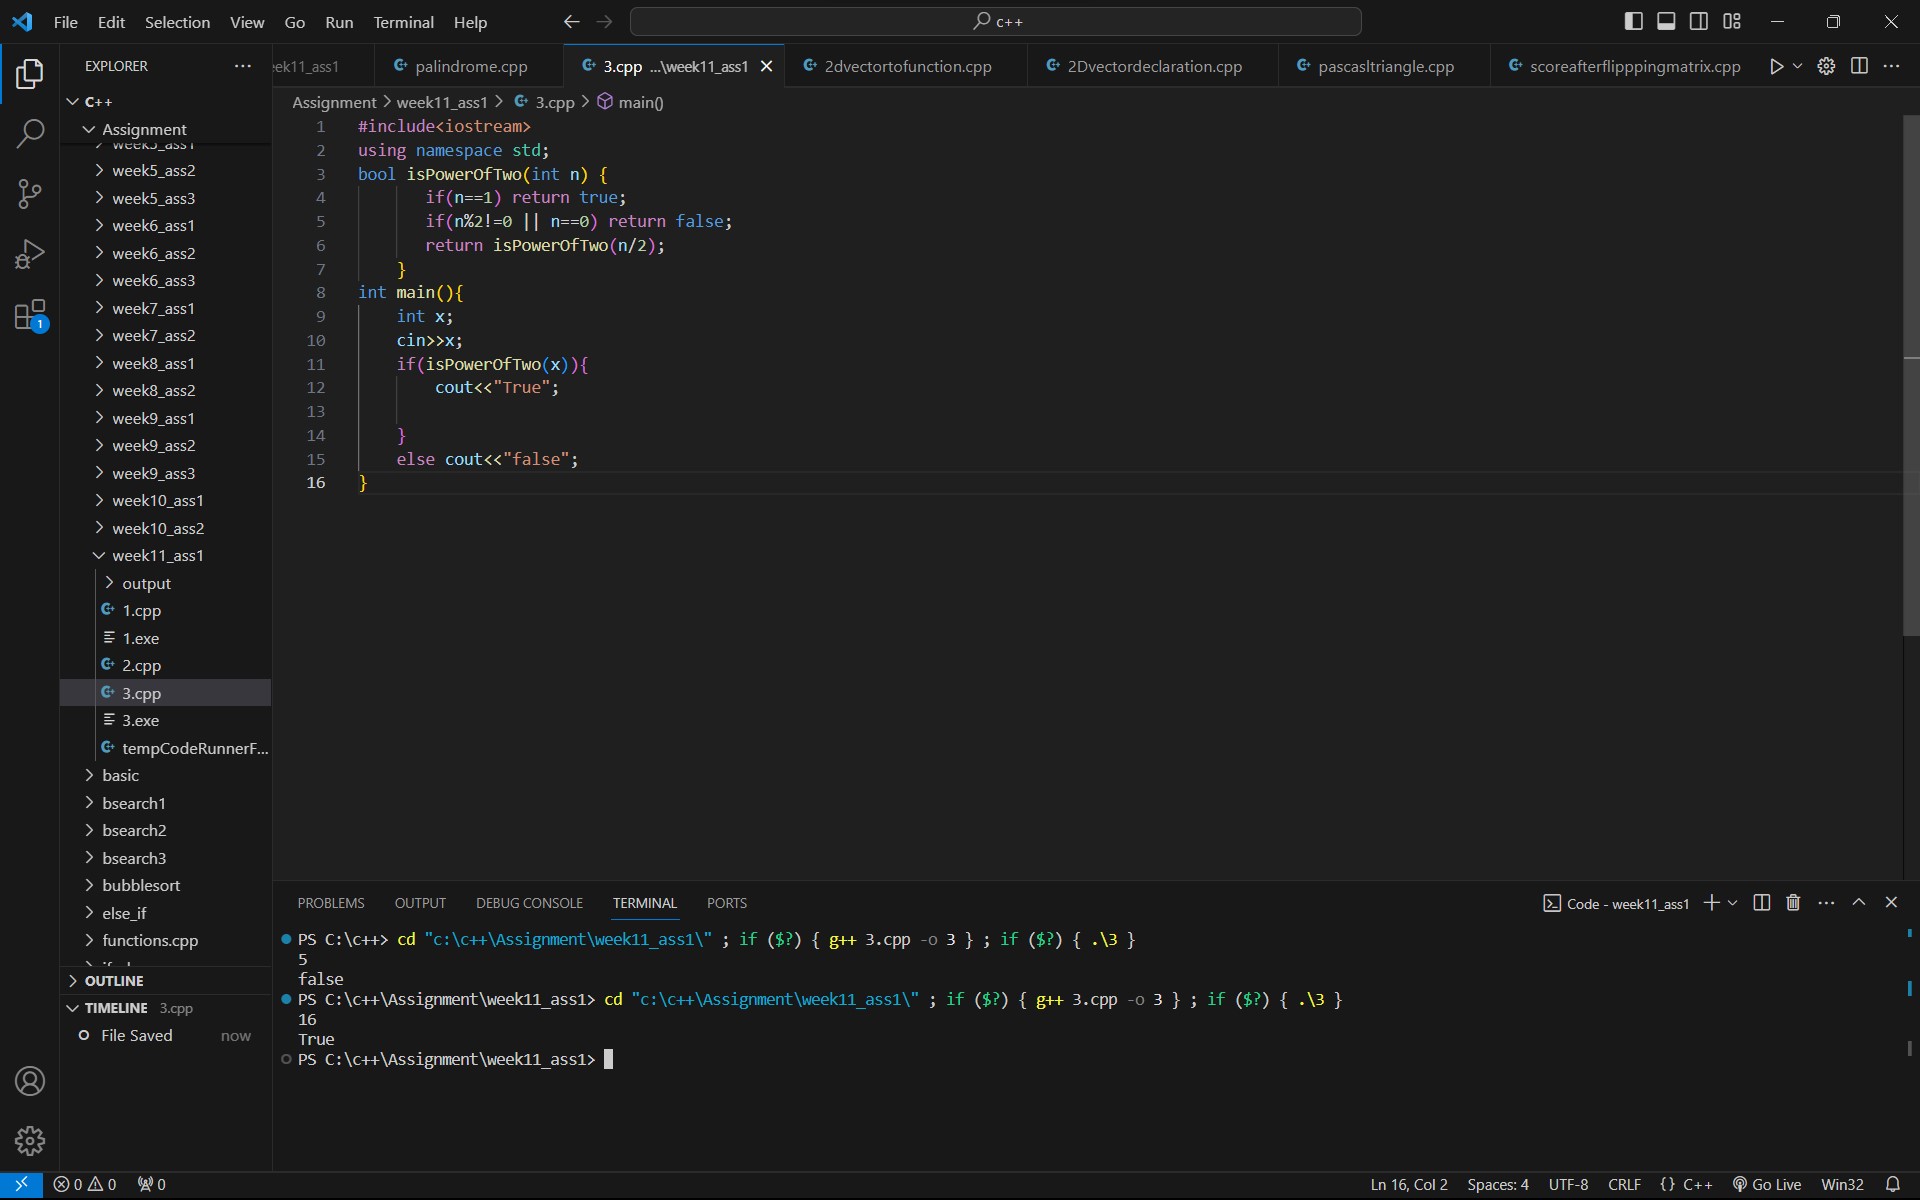 File Edit Selection View Go Run Terminal Help
c++
EXPLORER
C++
Assignment
week5_ass2
week5_ass3
week6_ass1
week6_ass2
week6_ass3
week7_ass1
week7_ass2
week8_ass1
week8_ass2
week9_ass1
week9_ass2
week9_ass3
week10_ass1
week10_ass2
week11_ass1
output
1.cpp
1.exe
2.cpp
3.cpp
3.exe
tempCodeRunnerF...
basic
bsearch1
bsearch2
bsearch3
bubblesort
else_if
functions.cpp
OUTLINE
TIMELINE 3.cpp
File Saved now
eek11_ass1 palindrome.cpp 3.cpp ...\week11_ass1 2dvectortofunction.cpp 2Dvectordeclaration.cpp pascasltriangle.cpp scoreafterflipppingmatrix.cpp
Assignment > week11_ass1 > 3.cpp > main()
1 #include<iostream>
2 using namespace std;
3 bool isPowerOfTwo(int n) {
4 if(n==1) return true;
5 if(n%2!=0 || n==0) return false;
6 return isPowerOfTwo(n/2);
7 }
8 int main(){
9 int x;
10 cin>>x;
11 if(isPowerOfTwo(x)){
12 cout<<"True";
13
14 }
15 else cout<<"false";
16 }
PROBLEMS OUTPUT DEBUG CONSOLE TERMINAL PORTS
Code - week11_ass1
PS C:\c++> cd "c:\c++\Assignment\week11_ass1\" ; if ($?) { g++ 3.cpp -o 3 } ; if ($?) { .\3 }
5
false
PS C:\c++\Assignment\week11_ass1> cd "c:\c++\Assignment\week11_ass1\" ; if ($?) { g++ 3.cpp -o 3 } ; if ($?) { .\3 }
16
True
PS C:\c++\Assignment\week11_ass1>
1
0 0 0
Ln 16, Col 2 Spaces: 4 UTF-8 CRLF {} C++ Go Live Win32